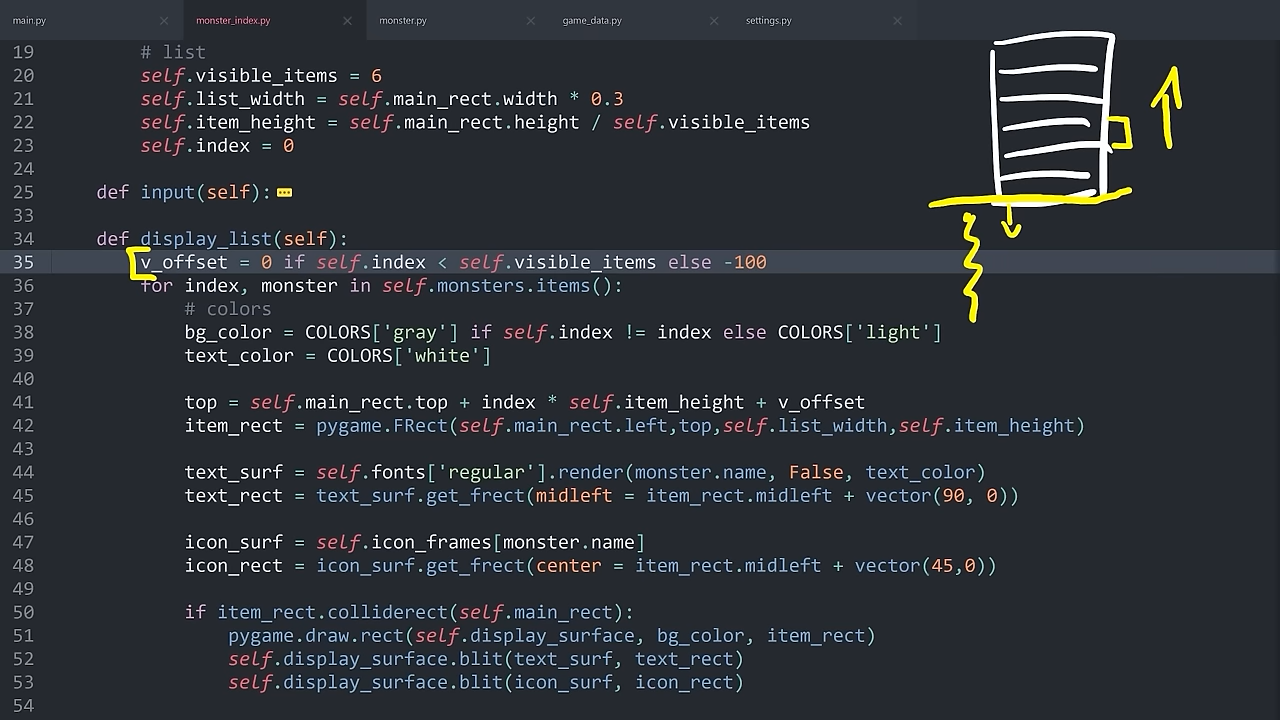 main.py monster_index.py monster.py game_data.py settings.py
19 # list
20 self.visible_items = 6
21 self.list_width = self.main_rect.width * 0.3
22 self.item_height = self.main_rect.height / self.visible_items
23 self.index = 0
24
25 def input(self):
33
34 def display_list(self):
35 v_offset = 0 if self.index < self.visible_items else -100
36 for index, monster in self.monsters.items():
37 # colors
38 bg_color = COLORS['gray'] if self.index != index else COLORS['light']
39 text_color = COLORS['white']
40
41 top = self.main_rect.top + index * self.item_height + v_offset
42 item_rect = pygame.FRect(self.main_rect.left,top,self.list_width,self.item_height)
43
44 text_surf = self.fonts['regular'].render(monster.name, False, text_color)
45 text_rect = text_surf.get_frect(midleft = item_rect.midleft + vector(90, 0))
46
47 icon_surf = self.icon_frames[monster.name]
48 icon_rect = icon_surf.get_frect(center = item_rect.midleft + vector(45,0))
49
50 if item_rect.colliderect(self.main_rect):
51 pygame.draw.rect(self.display_surface, bg_color, item_rect)
52 self.display_surface.blit(text_surf, text_rect)
53 self.display_surface.blit(icon_surf, icon_rect)
54